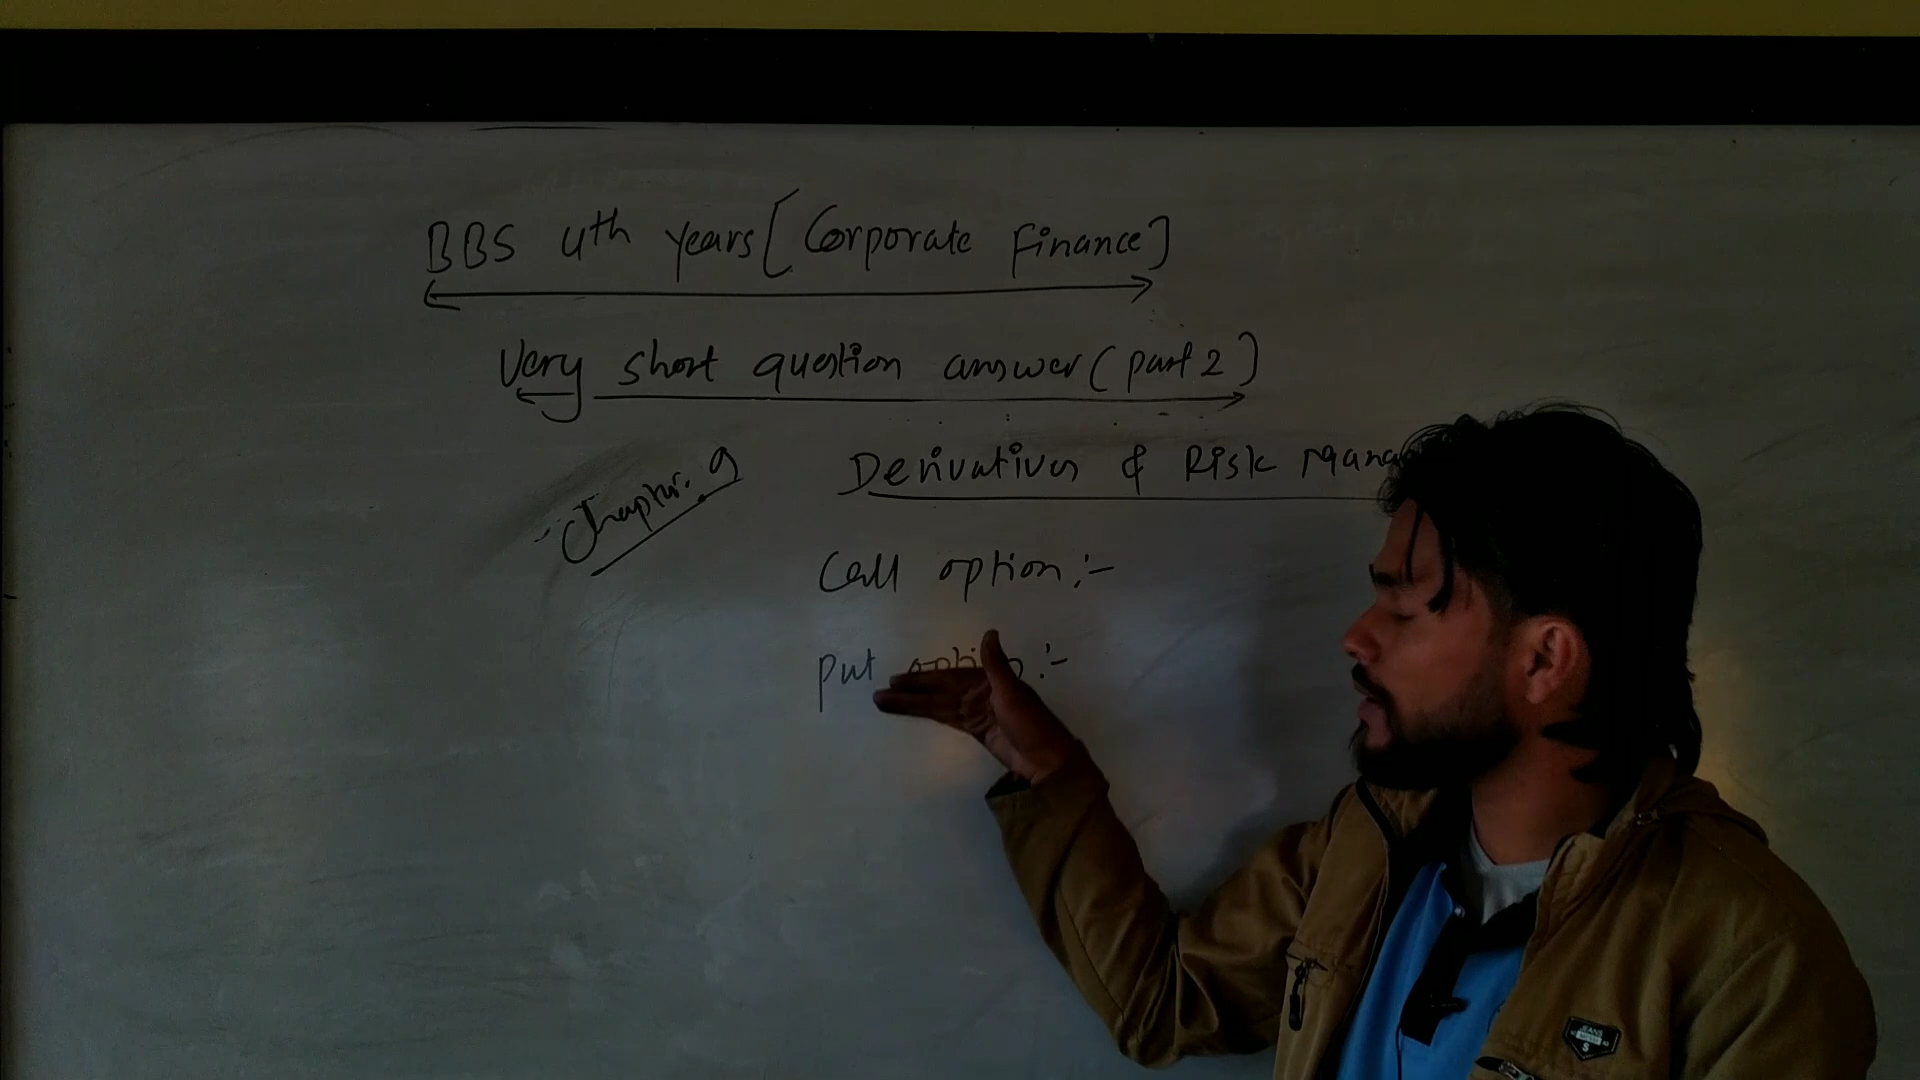 BBS 4th years [Corporate Finance]
Very short question answer (part 2)
Chapter. 9
Derivatives & Risk Mana
Call option :-
put option :-
JEANS
S